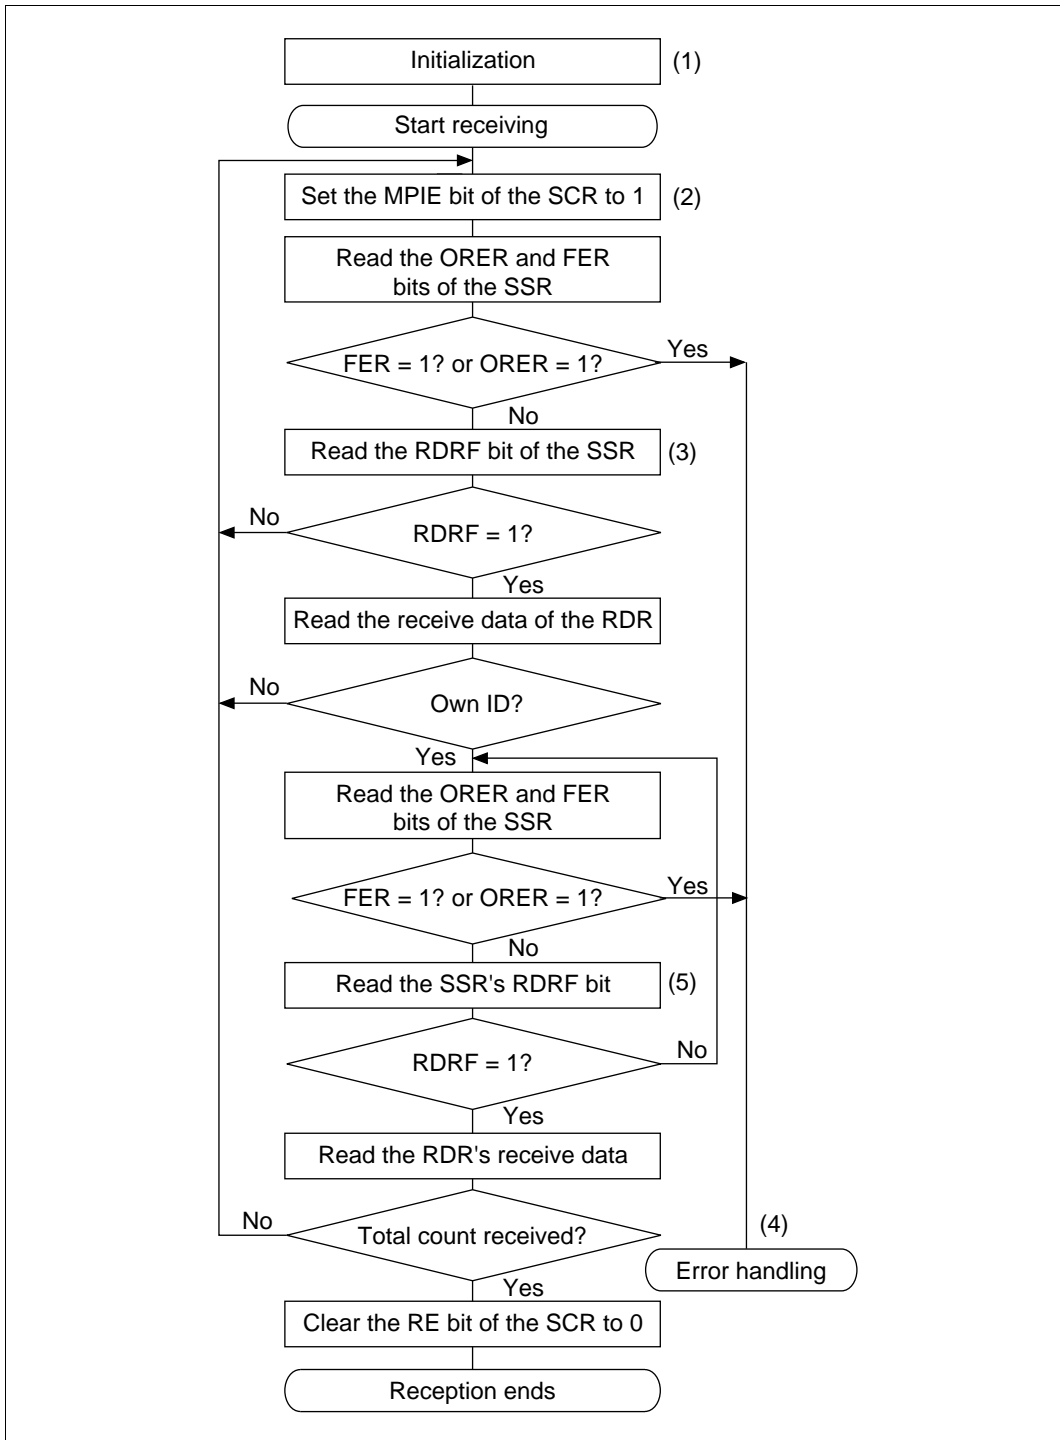 Initialization (1)
Start receiving
Set the MPIE bit of the SCR to 1 (2)
Read the ORER and FER
bits of the SSR
FER = 1? or ORER = 1? Yes
No
Read the RDRF bit of the SSR (3)
No RDRF = 1?
Yes
Read the receive data of the RDR
No Own ID?
Yes
Read the ORER and FER
bits of the SSR
FER = 1? or ORER = 1? Yes
No
Read the SSR's RDRF bit (5)
RDRF = 1? No
Yes
Read the RDR's receive data
No Total count received? (4)
Yes Error handling
Clear the RE bit of the SCR to 0
Reception ends